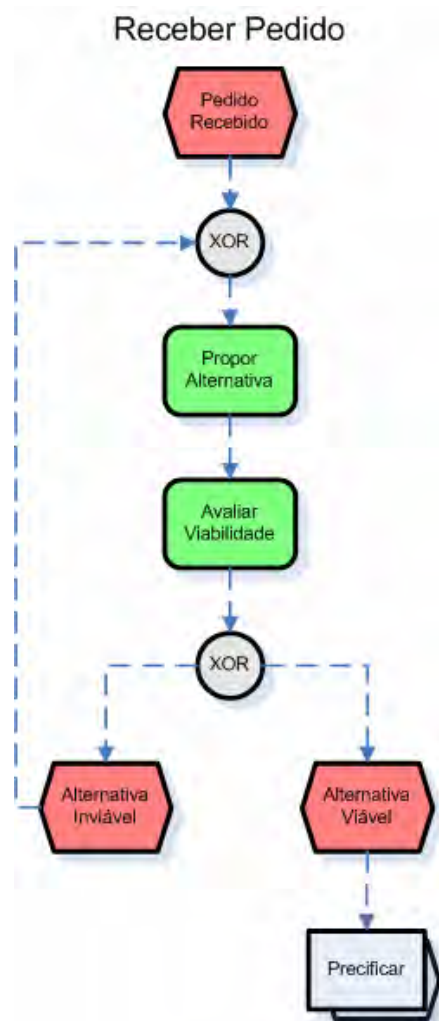 Receber Pedido
Pedido
Recebido
XOR
Propor
Alternativa
Avaliar
Viabilidade
XOR
Alternativa
Inviável
Alternativa
Viável
Precificar